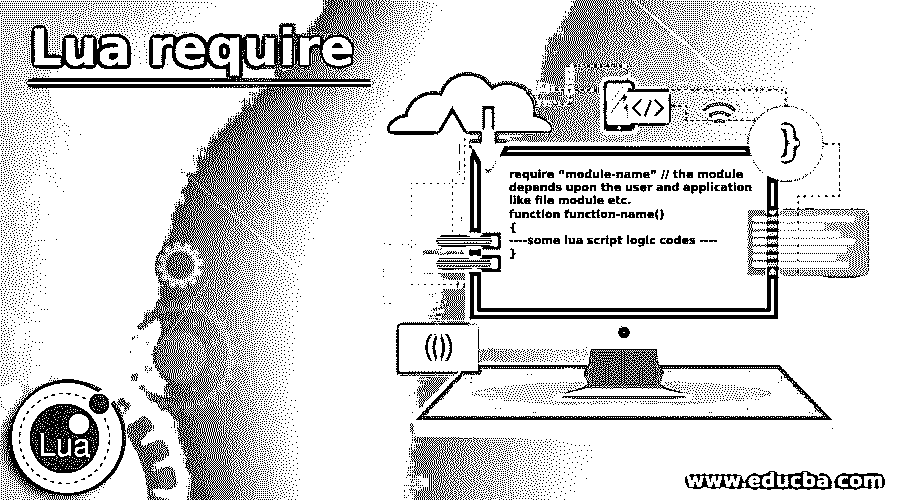 Lua require
</>
}
require “module-name” // the module
depends upon the user and application
like file module etc.
function function-name()
{
----some lua script logic codes ----
}
(())
Lua
www.educba.com